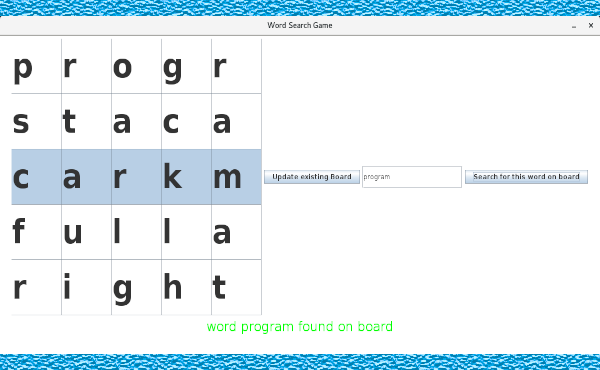 Word Search Game
p r o g r
s t a c a
c a r k m
Update existing Board program Search for this word on board
f u l l a
r i g h t
word program found on board